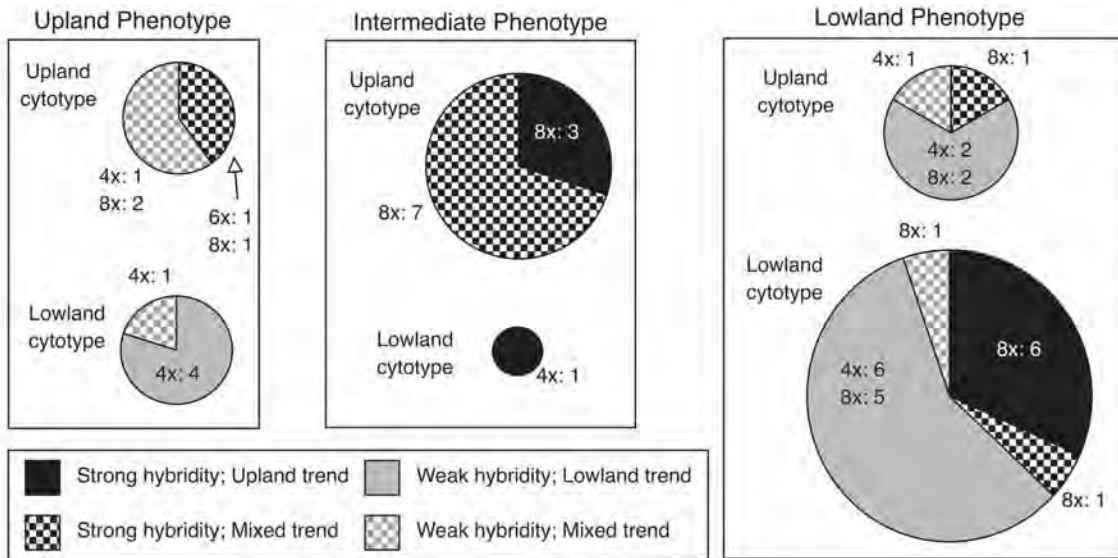 Upland Phenotype
Upland
cytotype
4x: 1
8x: 2
6x: 1
8x: 1
4x: 1
Lowland
cytotype
4x: 4
Intermediate Phenotype
Upland
cytotype
8x: 3
8x: 7
Lowland
cytotype
4x: 1
Lowland Phenotype
4x: 1
8x: 1
Upland
cytotype
4x: 2
8x: 2
8x: 1
Lowland
cytotype
8x: 6
4x: 6
8x: 5
8x: 1
Strong hybridity; Upland trend
Weak hybridity; Lowland trend
Strong hybridity; Mixed trend
Weak hybridity; Mixed trend